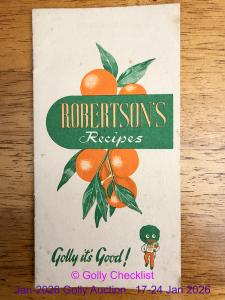 ROBERTSON'S
Recipes
Golly it's Good!
© Golly Checklist
Jan-2026 Golly Auction 17-24 Jan 2026